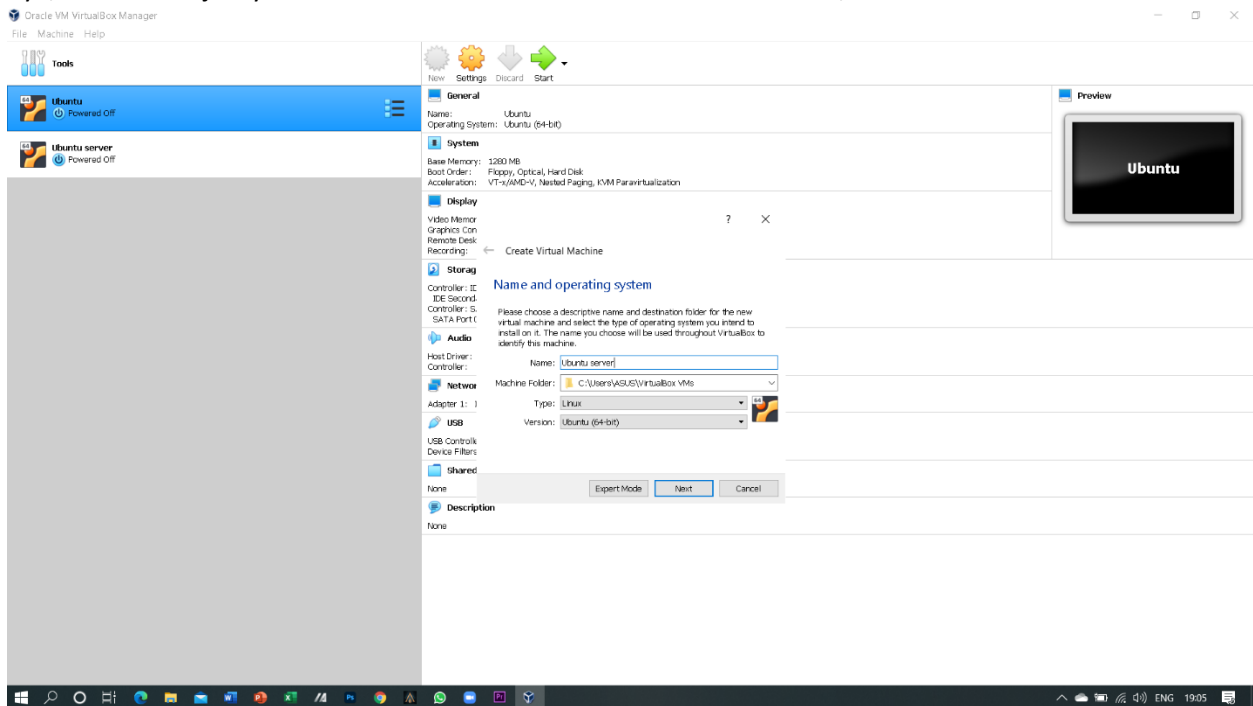 Oracle VM VirtualBox Manager
File Machine Help
Tools
New Settings Discard Start
Ubuntu
Powered Off
Ubuntu server
Powered Off
General
Name: Ubuntu
Operating System: Ubuntu (64-bit)
System
Base Memory: 1280 MB
Boot Order: Floppy, Optical, Hard Disk
Acceleration: VT-x/AMD-V, Nested Paging, KVM Paravirtualization
Display
Video Memor
Graphics Con
Remote Desk
Recording:
Storag
Controller: IE
IDE Second
Controller: S
SATA Port
Audio
Host Driver:
Controller:
Networ
Adapter 1:
USB
USB Controlle
Device Filters
Shared
None
Description
None
Preview
Ubuntu
? ×
← Create Virtual Machine
Name and operating system
Please choose a descriptive name and destination folder for the new
virtual machine and select the type of operating system you intend to
install on it. The name you choose will be used throughout VirtualBox to
identify this machine.
Name: Ubuntu server
Machine Folder: C:\Users\ASUS\VirtualBox VMs
Type: Linux
Version: Ubuntu (64-bit)
Expert Mode Next Cancel
ENG 19:05